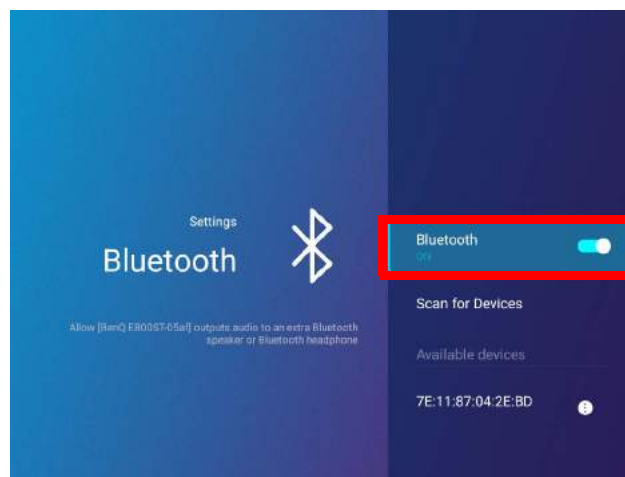 Settings
Bluetooth
Allow [BenQ E800ST-05af] outputs audio to an extra Bluetooth
speaker or Bluetooth headphone
Bluetooth
ON
Scan for Devices
Available devices
7E:11:87:04:2E:BD